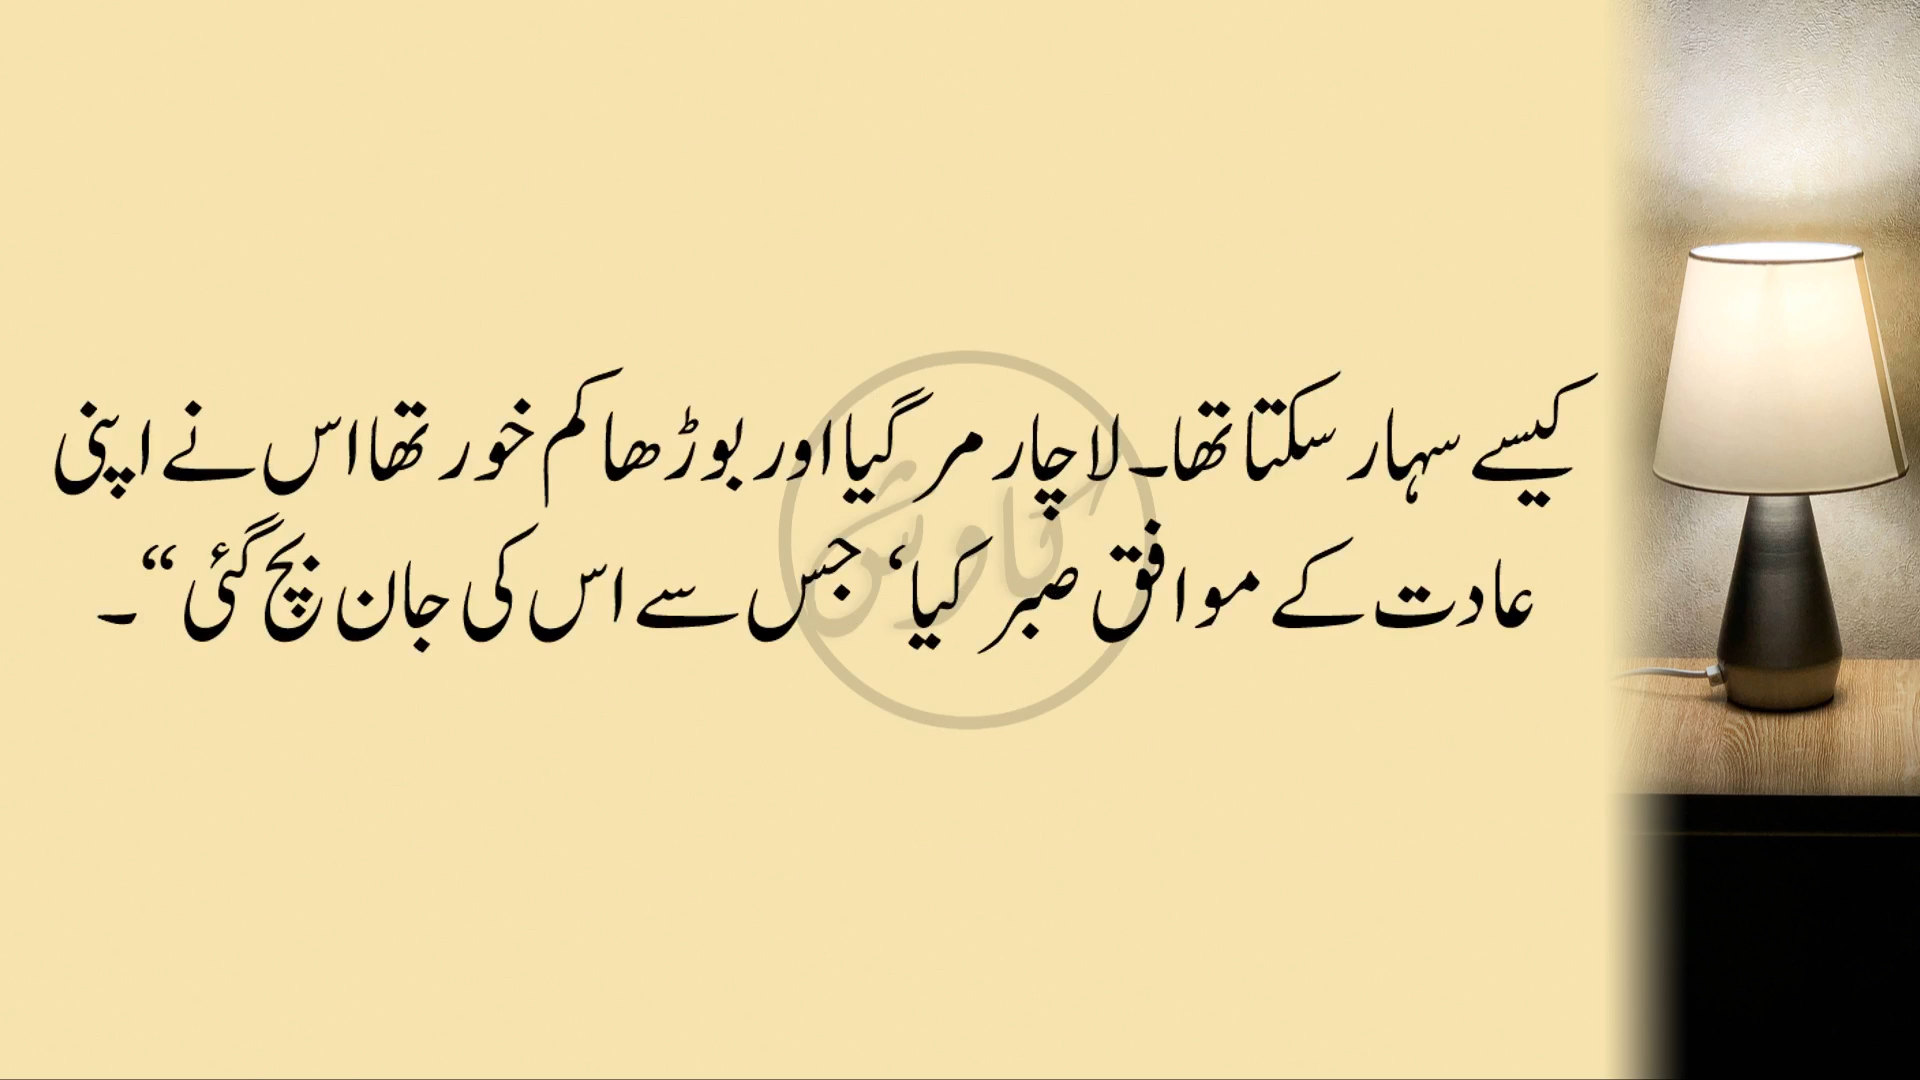 کیسے سہار سکتا تھا۔ لاچار مر گیا اور بوڑھا کم خور تھا اس نے اپنی
عادت کے موافق صبر کیا‘ جس سے اس کی جان بچ گئی“۔
کاوش